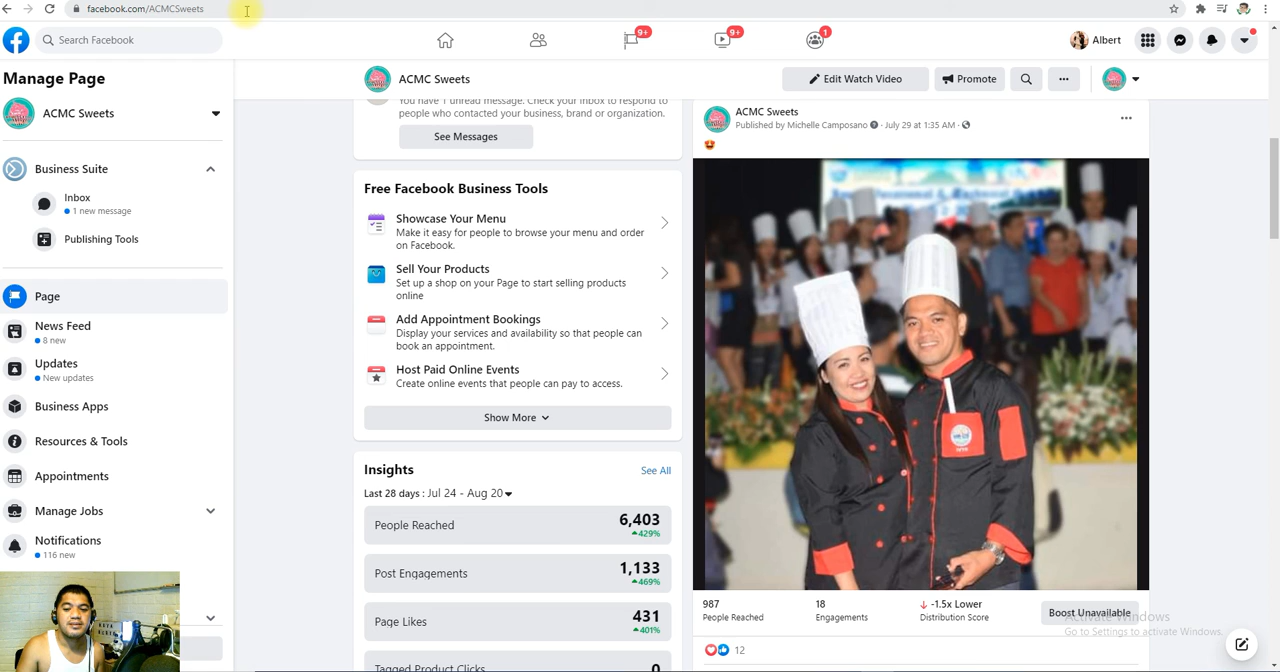 facebook.com/ACMCSweets
Search Facebook
9+
9+
1
Albert
Manage Page
ACMC Sweets
Business Suite
Inbox
1 new message
Publishing Tools
Page
News Feed
8 new
Updates
New updates
Business Apps
Resources & Tools
Appointments
Manage Jobs
Notifications
116 new
ACMC Sweets
Edit Watch Video
Promote
You have 1 unread message. Check your inbox to respond to
people who contacted your business, brand or organization.
See Messages
Free Facebook Business Tools
Showcase Your Menu
Make it easy for people to browse your menu and order
on Facebook.
Sell Your Products
Set up a shop on your Page to start selling products
online
Add Appointment Bookings
Display your services and availability so that people can
book an appointment.
Host Paid Online Events
Create online events that people can pay to access.
Show More
Insights
See All
Last 28 days : Jul 24 - Aug 20
People Reached
6,403
429%
Post Engagements
1,133
469%
Page Likes
431
401%
Tagged Product Clicks
0
ACMC Sweets
Published by Michelle Camposano · July 29 at 1:35 AM ·
987
People Reached
18
Engagements
-1.5x Lower
Distribution Score
Boost Unavailable
12
Activate Windows
Go to Settings to activate Windows.